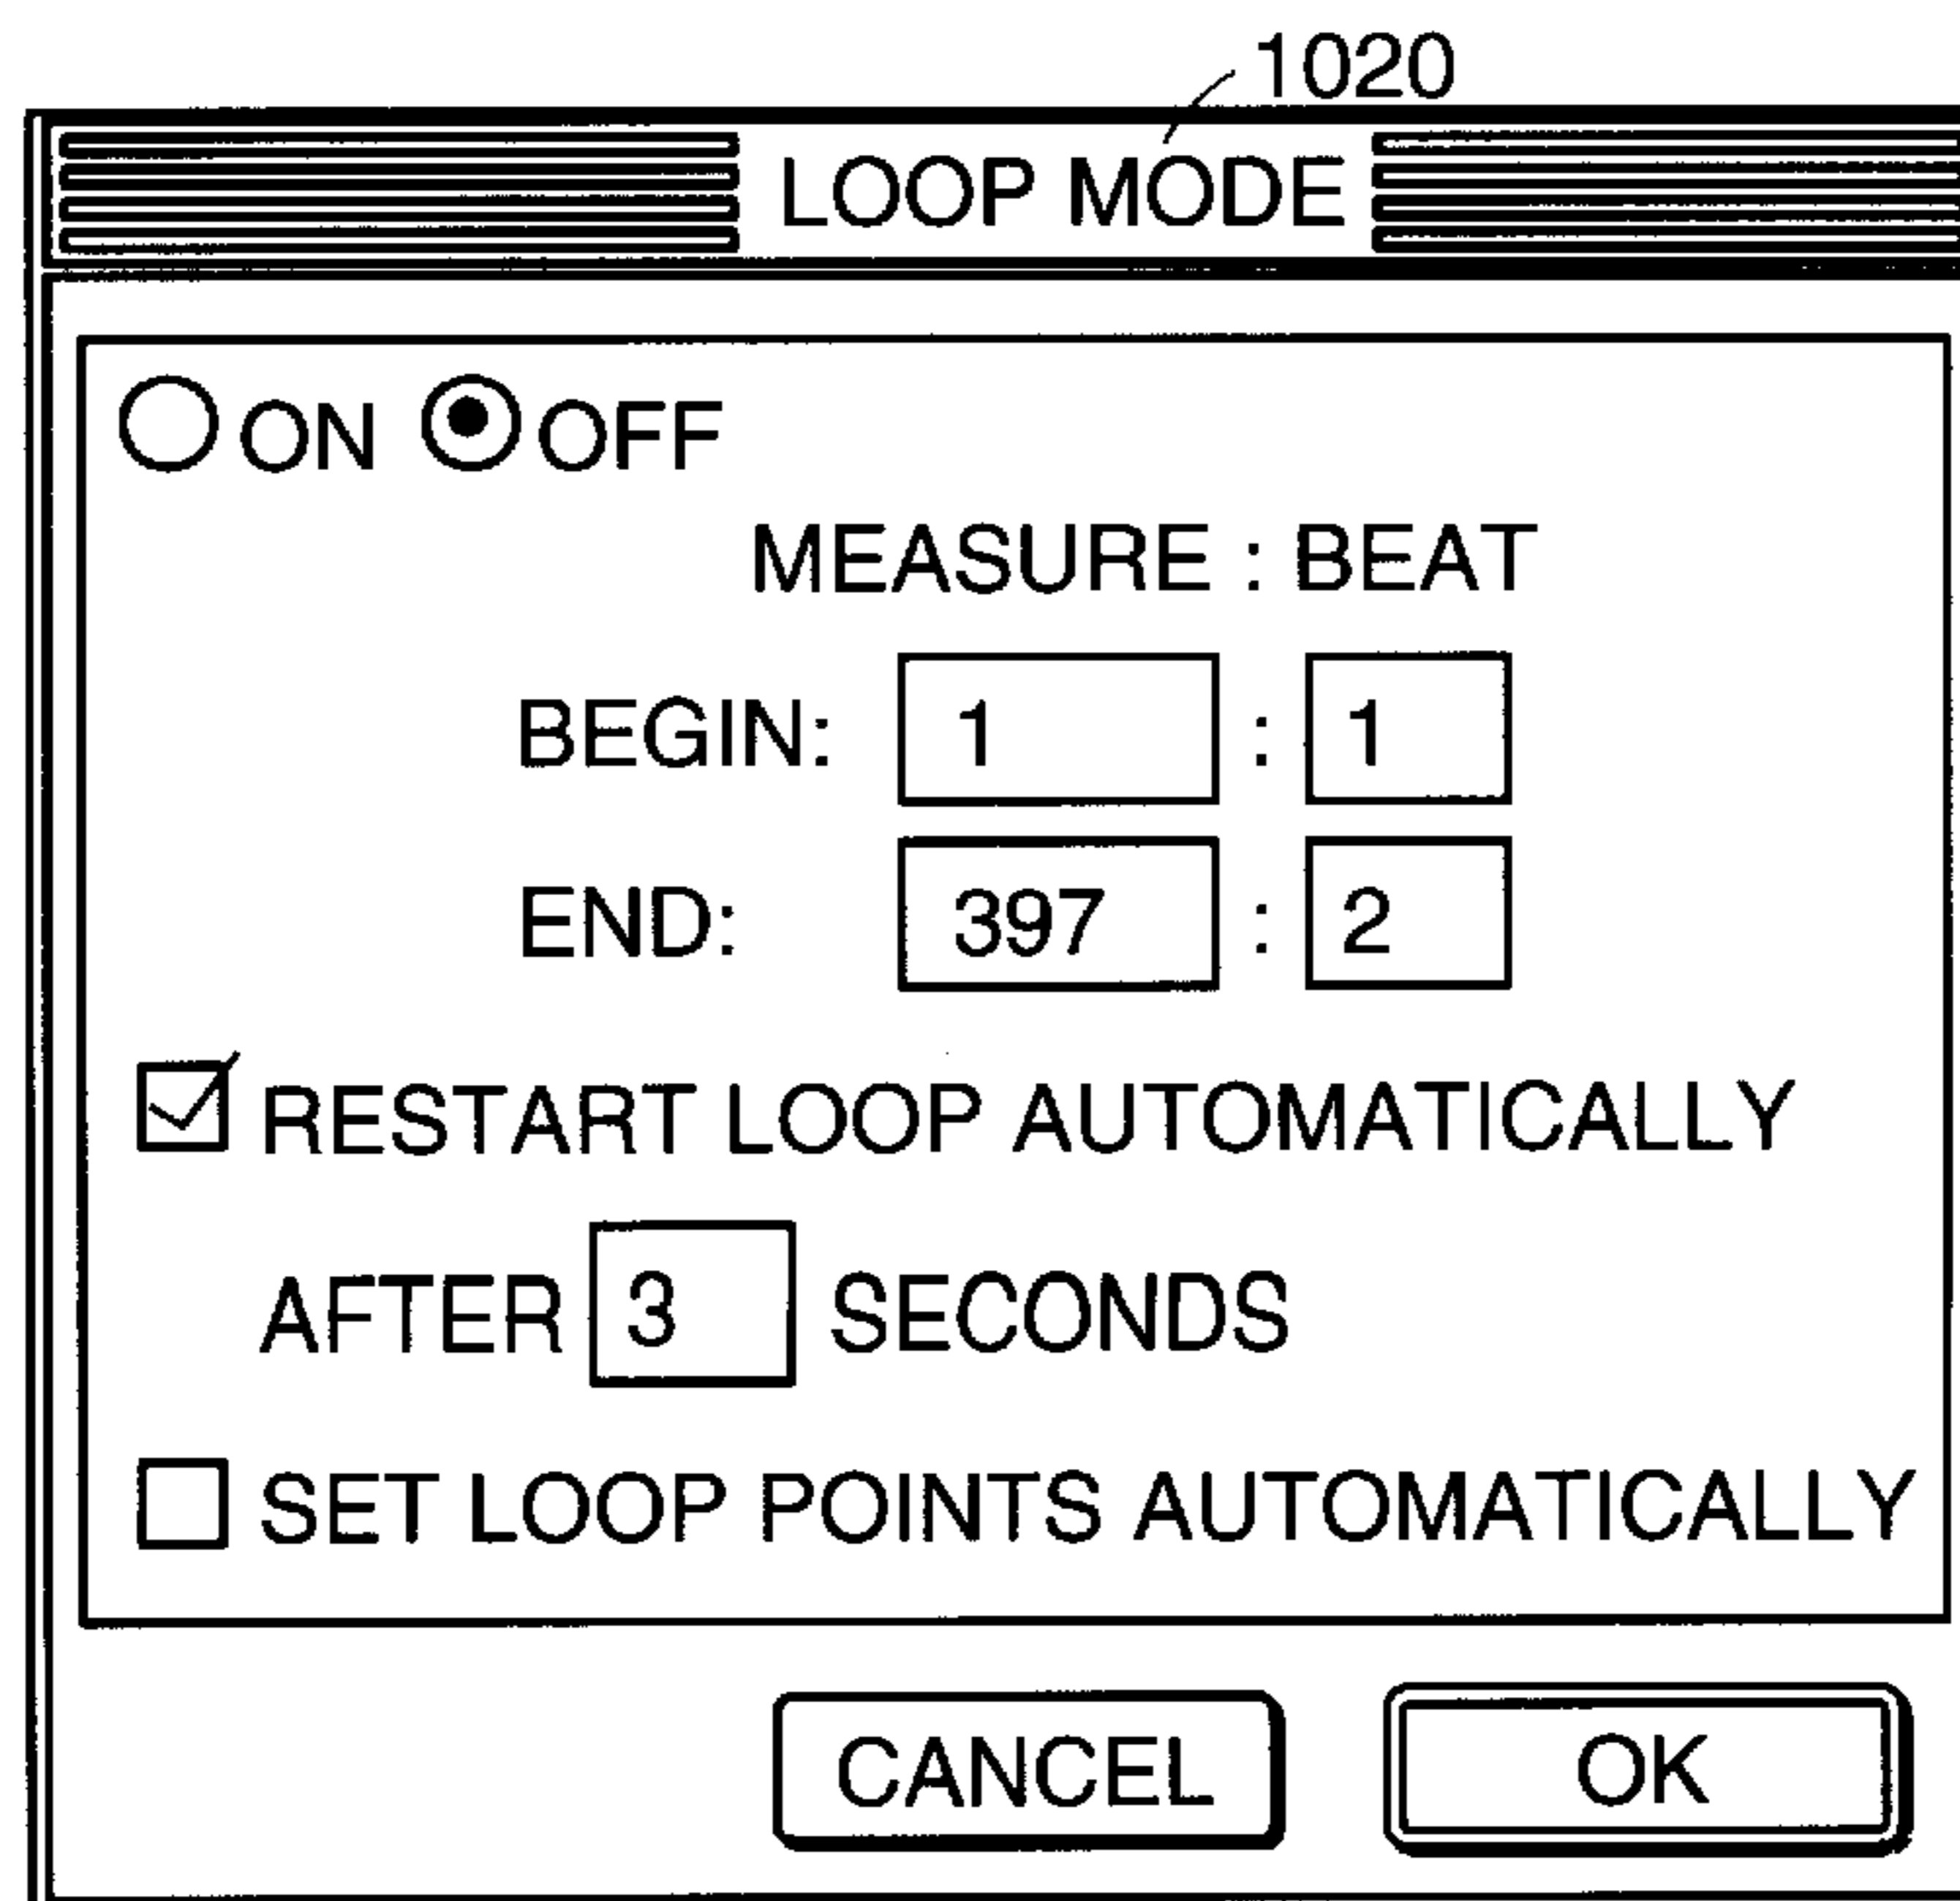 1020
LOOP MODE
ON OFF
MEASURE : BEAT
BEGIN: 1 : 1
END: 397 : 2
RESTART LOOP AUTOMATICALLY
AFTER 3 SECONDS
SET LOOP POINTS AUTOMATICALLY
CANCEL OK